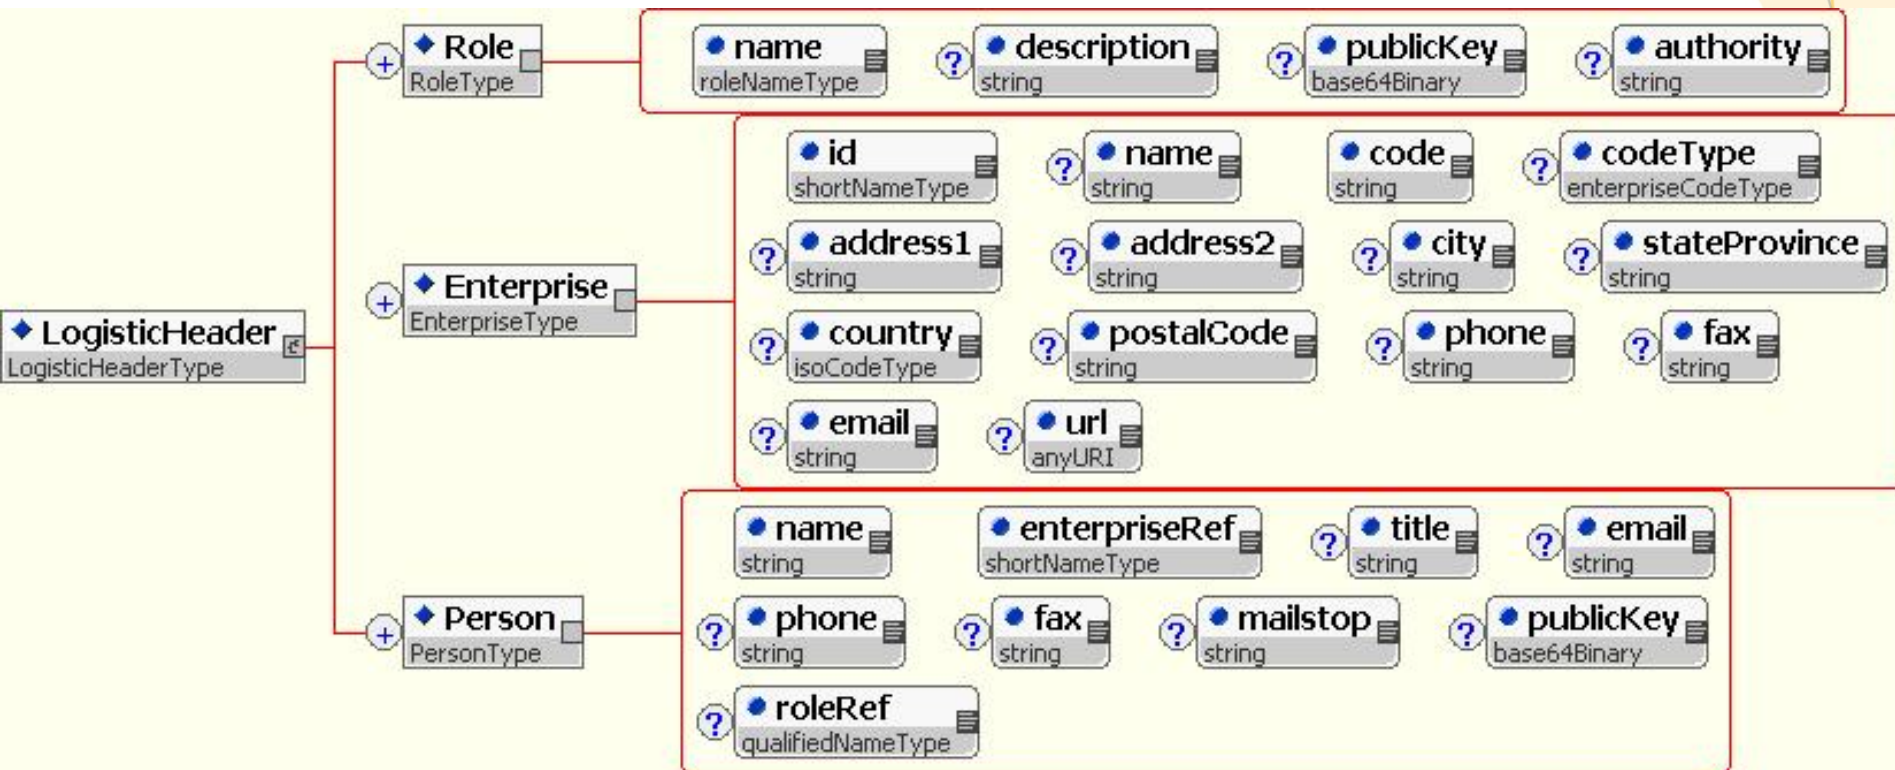 Role
RoleType
name
roleNameType
? description
string
? publicKey
base64Binary
? authority
string
+
id
shortNameType
? name
string
code
string
? codeType
enterpriseCodeType
? address1
string
? address2
string
? city
string
? stateProvince
string
+
Enterprise
EnterpriseType
LogisticHeader
LogisticHeaderType
? country
isoCodeType
? postalCode
string
? phone
string
? fax
string
? email
string
? url
anyURI
name
string
enterpriseRef
shortNameType
? title
string
? email
string
+
Person
PersonType
? phone
string
? fax
string
? mailstop
string
? publicKey
base64Binary
? roleRef
qualifiedNameType